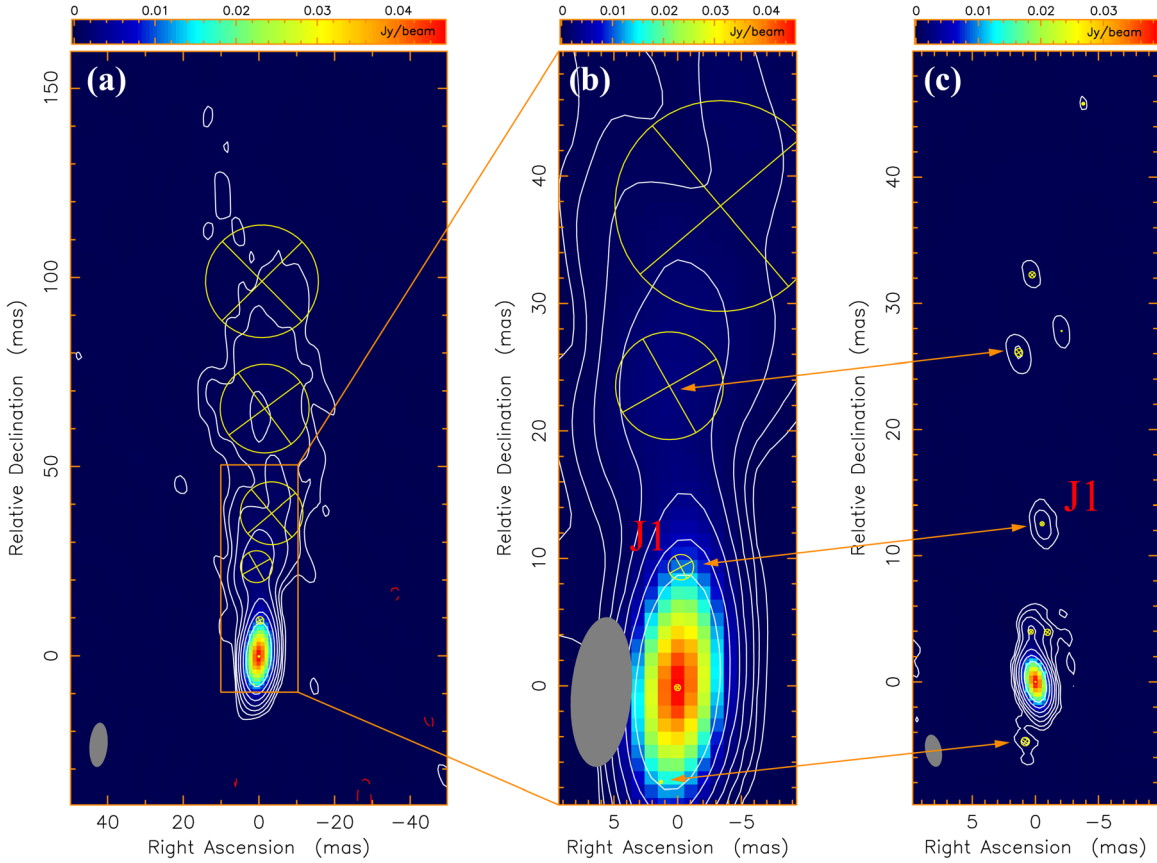 0 0.01 0.02 0.03 0.04
Jy/beam
(a)
Relative Declination (mas)
150
100
50
0
40 20 0 −20 −40
Right Ascension (mas)
0 0.01 0.02 0.03 0.04
Jy/beam
(b)
J1
Relative Declination (mas)
40
30
20
10
0
5 0 −5
Right Ascension (mas)
0 0.01 0.02 0.03
Jy/beam
(c)
J1
Relative Declination (mas)
40
30
20
10
0
5 0 −5
Right Ascension (mas)